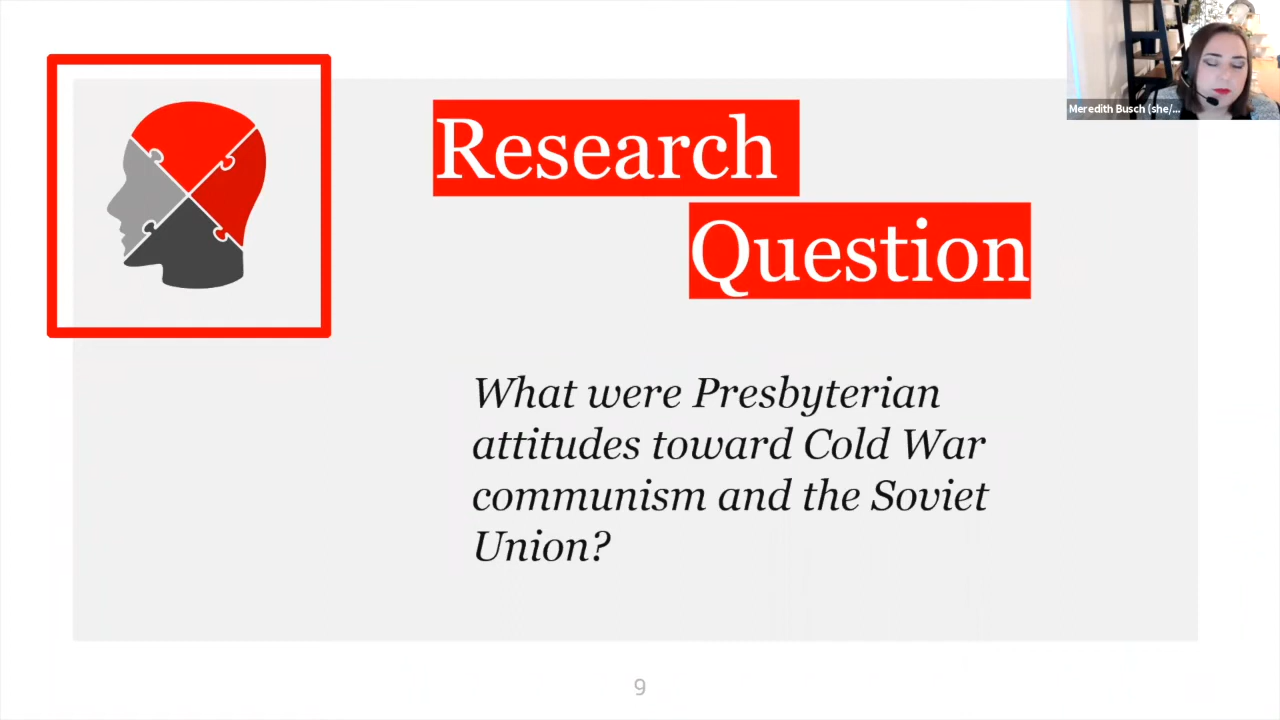 Research
Question
What were Presbyterian
attitudes toward Cold War
communism and the Soviet
Union?
9
Meredith Busch (she/...